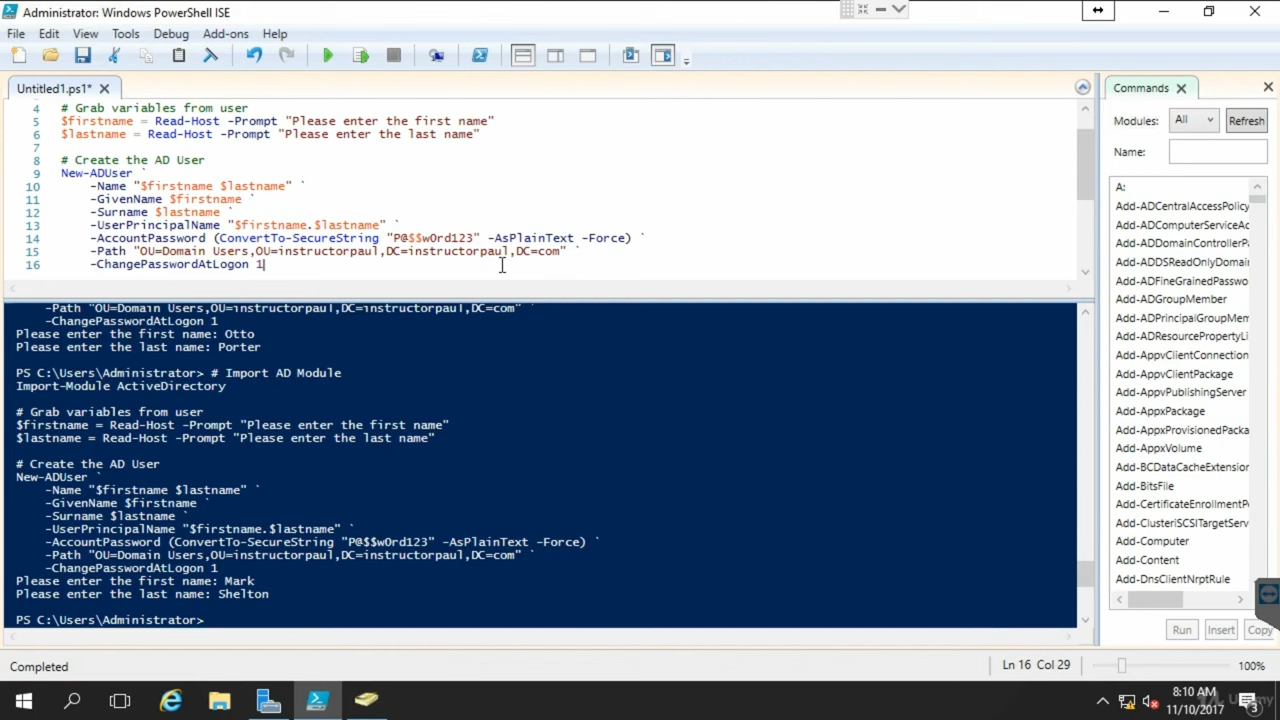 Administrator: Windows PowerShell ISE
File Edit View Tools Debug Add-ons Help
Untitled1.ps1*
4 # Grab variables from user
5 $firstname = Read-Host -Prompt "Please enter the first name"
6 $lastname = Read-Host -Prompt "Please enter the last name"
7
8 # Create the AD User
9 New-ADUser `
10 -Name "$firstname $lastname" `
11 -GivenName $firstname `
12 -Surname $lastname `
13 -UserPrincipalName "$firstname.$lastname" `
14 -AccountPassword (ConvertTo-SecureString "P@$$w0rd123" -AsPlainText -Force) `
15 -Path "OU=Domain Users,OU=instructorpaul,DC=instructorpaul,DC=com" `
16 -ChangePasswordAtLogon 1
-Path "OU=Domain Users,OU=instructorpaul,DC=instructorpaul,DC=com" `
-ChangePasswordAtLogon 1
Please enter the first name: Otto
Please enter the last name: Porter
PS C:\Users\Administrator> # Import AD Module
Import-Module ActiveDirectory
# Grab variables from user
$firstname = Read-Host -Prompt "Please enter the first name"
$lastname = Read-Host -Prompt "Please enter the last name"
# Create the AD User
New-ADUser `
-Name "$firstname $lastname" `
-GivenName $firstname `
-Surname $lastname `
-UserPrincipalName "$firstname.$lastname" `
-AccountPassword (ConvertTo-SecureString "P@$$w0rd123" -AsPlainText -Force) `
-Path "OU=Domain Users,OU=instructorpaul,DC=instructorpaul,DC=com" `
-ChangePasswordAtLogon 1
Please enter the first name: Mark
Please enter the last name: Shelton
PS C:\Users\Administrator>
Commands
Modules: All Refresh
Name:
A:
Add-ADCentralAccessPolicy
Add-ADComputerServiceAc
Add-ADDomainControllerPa
Add-ADDSReadOnlyDomai
Add-ADFineGrainedPasswo
Add-ADGroupMember
Add-ADPrincipalGroupMem
Add-ADResourcePropertyLi
Add-AppvClientConnection
Add-AppvClientPackage
Add-AppvPublishingServer
Add-AppxPackage
Add-AppxProvisionedPacka
Add-AppxVolume
Add-BCDataCacheExtension
Add-BitsFile
Add-CertificateEnrollmentP
Add-ClusteriSCSITargetServ
Add-Computer
Add-Content
Add-DnsClientNrptRule
Run Insert Copy
Completed
Ln 16 Col 29
100%
8:10 AM
11/10/2017
3
Udemy